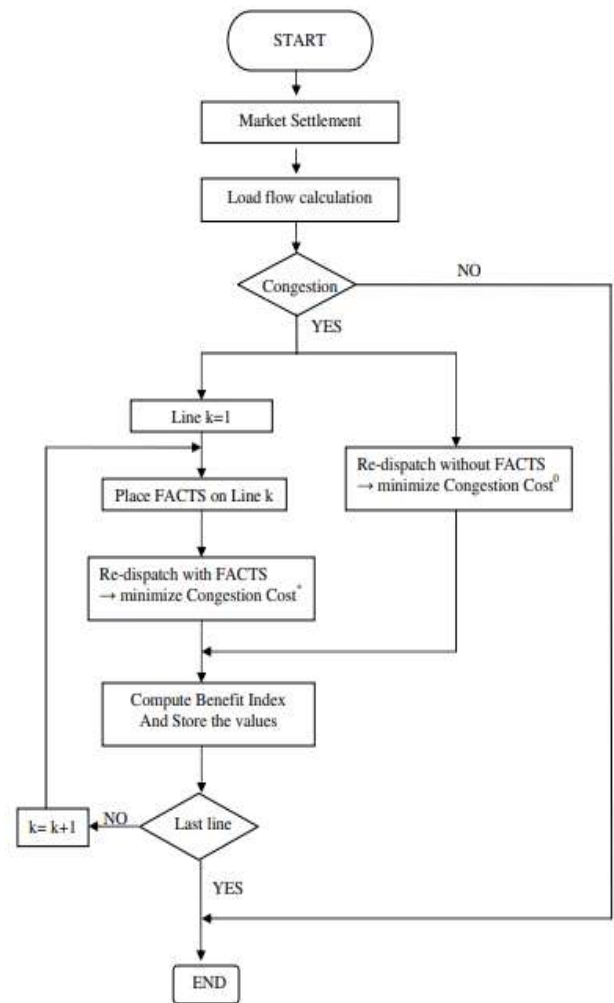 START
Market Settlement
Load flow calculation
Congestion
NO
YES
Line k=1
Re-dispatch without FACTS
→ minimize Congestion Cost⁰
Place FACTS on Line k
Re-dispatch with FACTS
→ minimize Congestion Cost*
Compute Benefit Index
And Store the values
Last line
NO
k= k+1
YES
END